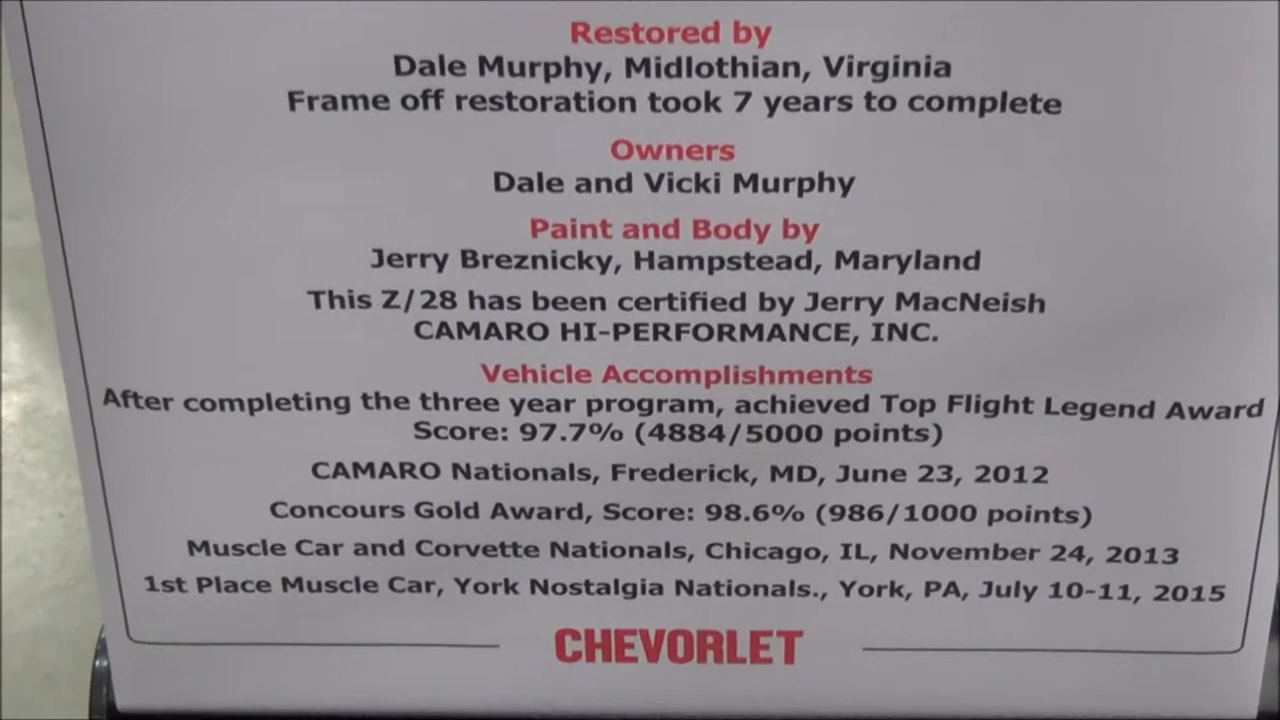 Restored by
Dale Murphy, Midlothian, Virginia
Frame off restoration took 7 years to complete
Owners
Dale and Vicki Murphy
Paint and Body by
Jerry Breznicky, Hampstead, Maryland
This Z/28 has been certified by Jerry MacNeish
CAMARO HI-PERFORMANCE, INC.
Vehicle Accomplishments
After completing the three year program, achieved Top Flight Legend Award
Score: 97.7% (4884/5000 points)
CAMARO Nationals, Frederick, MD, June 23, 2012
Concours Gold Award, Score: 98.6% (986/1000 points)
Muscle Car and Corvette Nationals, Chicago, IL, November 24, 2013
1st Place Muscle Car, York Nostalgia Nationals., York, PA, July 10-11, 2015
CHEVORLET